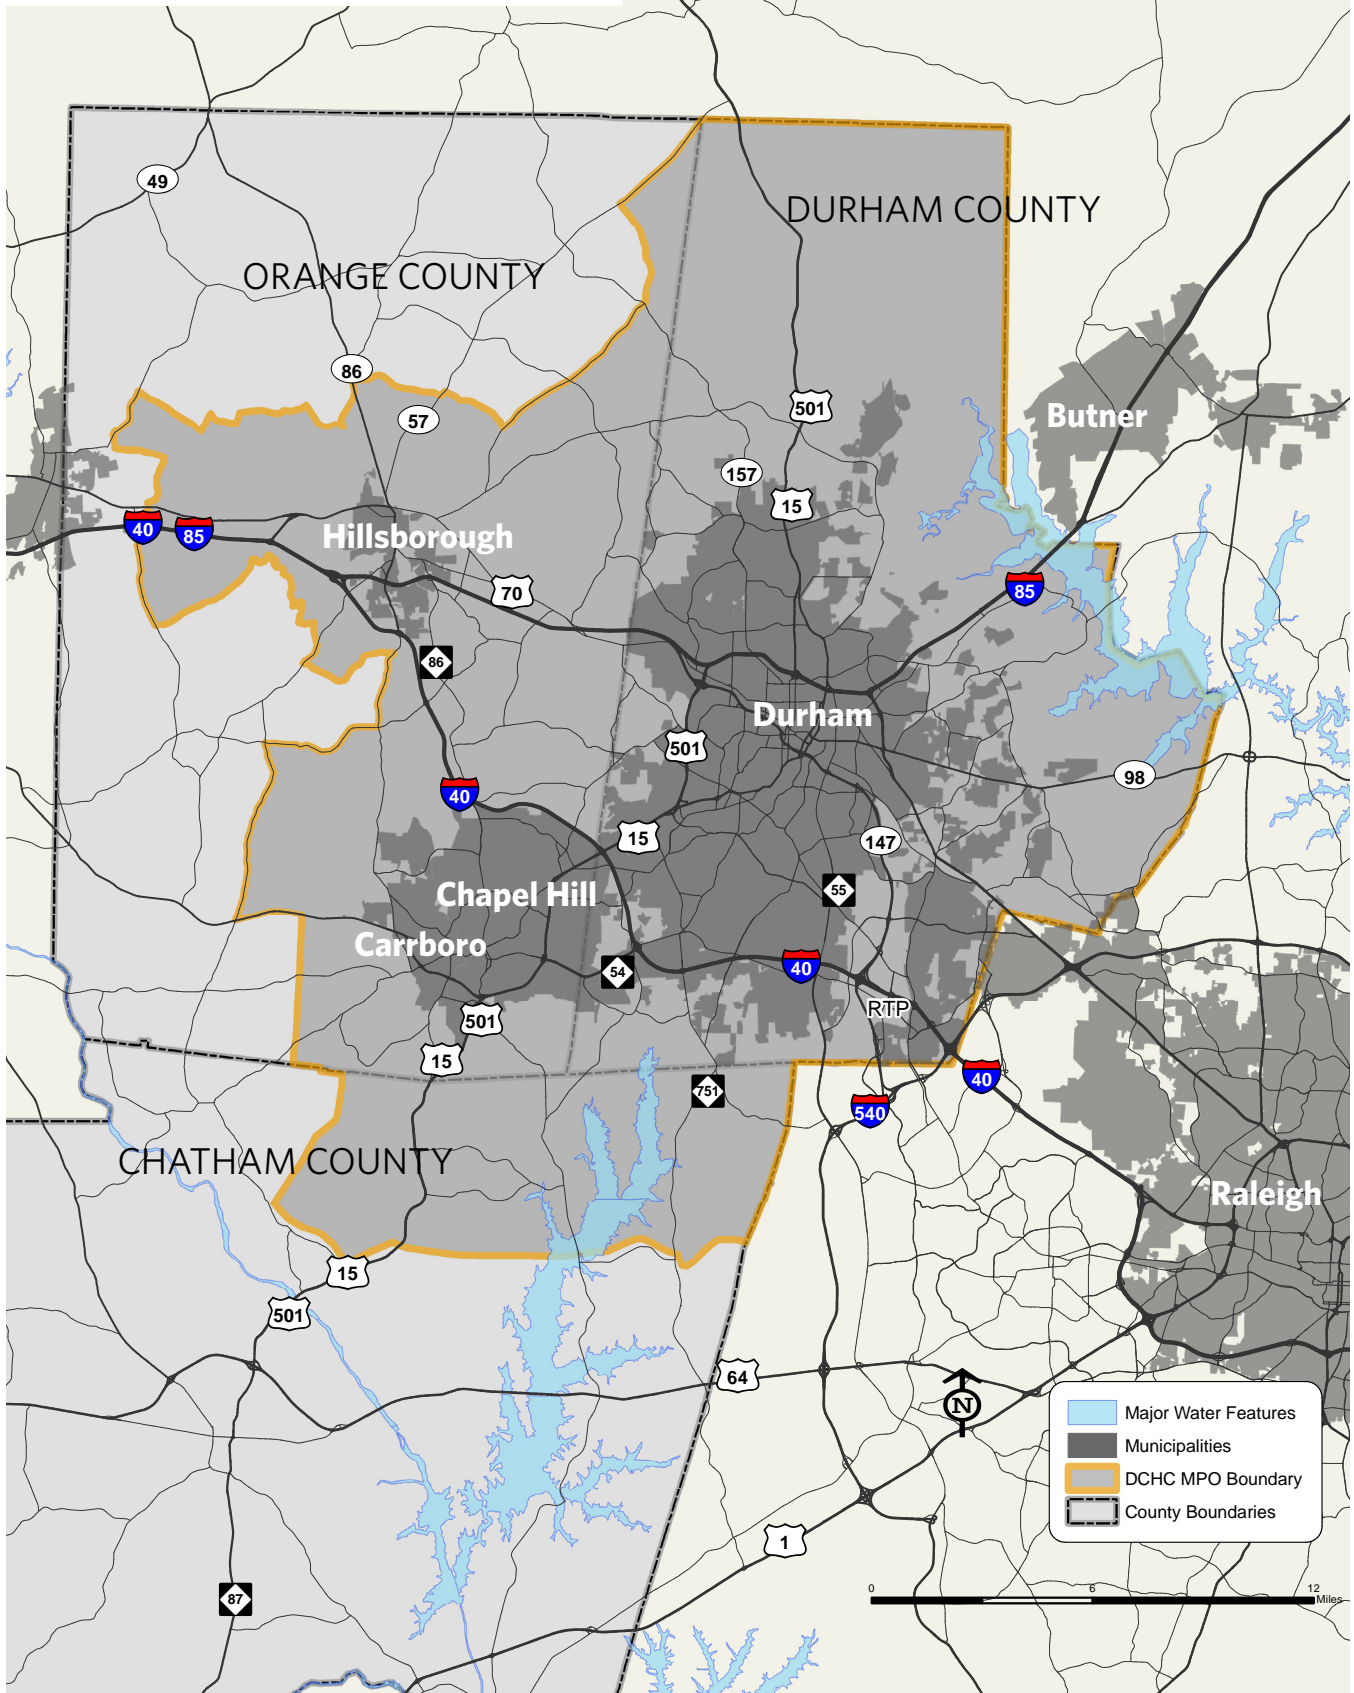 DURHAM COUNTY
49
ORANGE COUNTY
86
57
501
Butner
157
15
40
85
Hillsborough
70
85
86
Durham
501
98
40
15
147
Chapel Hill
55
Carrboro
54
40
RTP
501
15
751
40
540
CHATHAM COUNTY
Raleigh
15
501
64
N
Major Water Features
Municipalities
DCHC MPO Boundary
County Boundaries
1
0 6 12
Miles
87